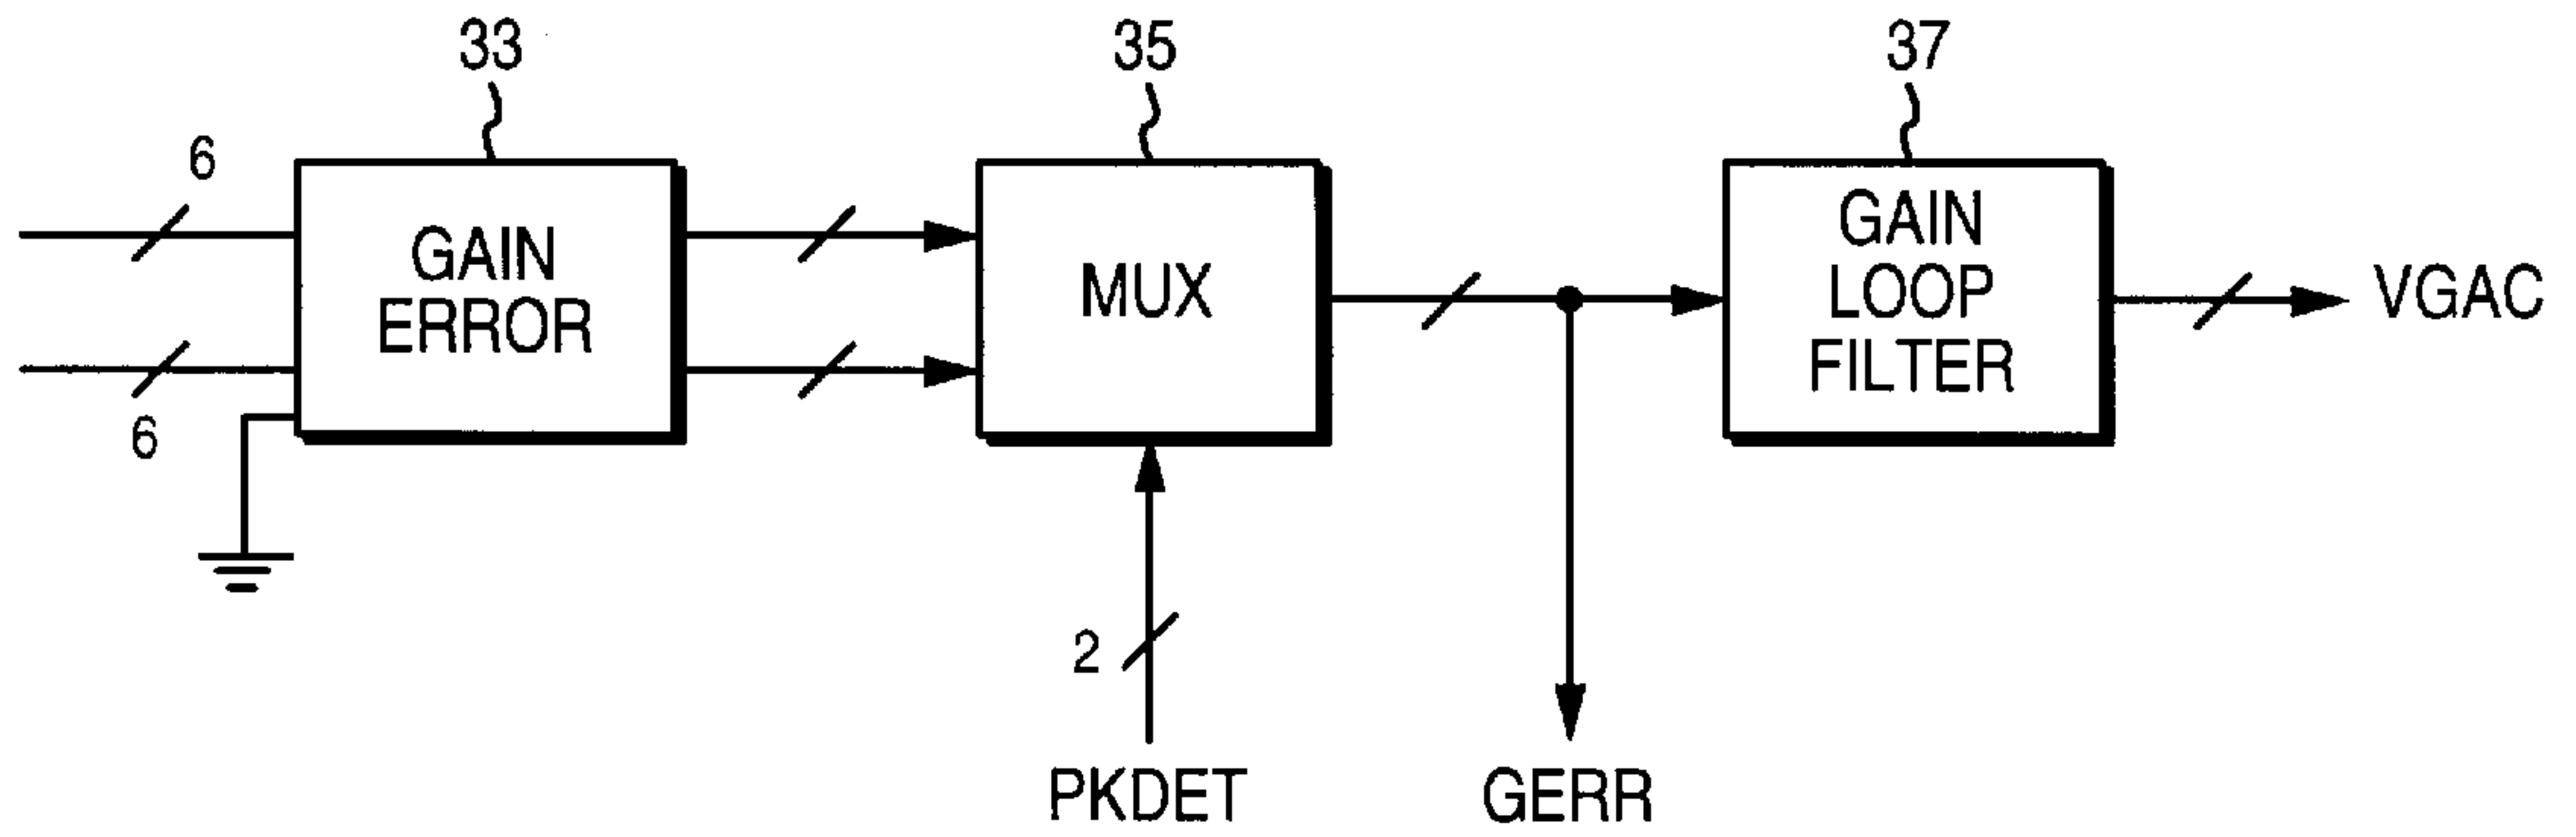 33
35
37
6
GAIN
ERROR
6
MUX
GAIN
LOOP
FILTER
VGAC
2
PKDET
GERR